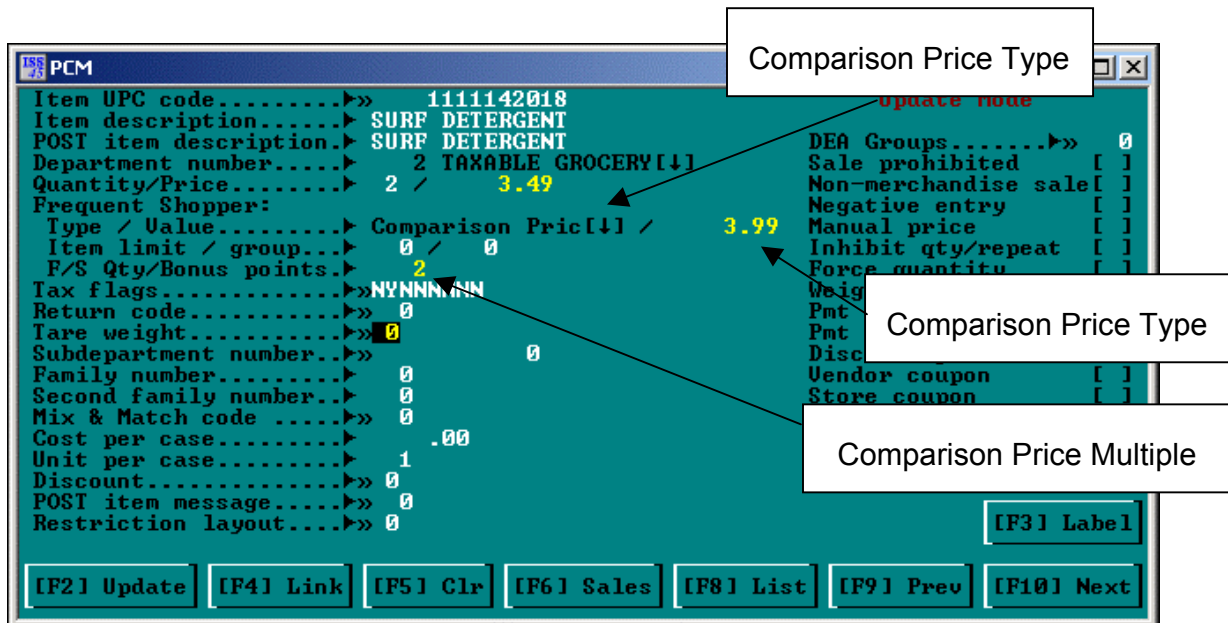 Comparison Price Type
ISS 45 PCM
Item UPC code.........►» 1111142018
Update Mode
Item description......► SURF DETERGENT
POST item description.► SURF DETERGENT
DEA Groups.......►» 0
Department number.....► 2 TAXABLE GROCERY[↓]
Sale prohibited [ ]
Quantity/Price........► 2 / 3.49
Non-merchandise sale[ ]
Frequent Shopper:
Negative entry [ ]
Type / Value.........► Comparison Pric[↓] / 3.99
Manual price [ ]
Item limit / group...► 0 / 0
Inhibit qty/repeat [ ]
F/S Qty/Bonus points.► 2
Force quantity
Tax flags.............►»NYNNNNNN
Return code...........►» 0
Pmt
Comparison Price Type
Tare weight...........►» 0
Pmt
Subdepartment number..►» 0
Family number.........► 0
Vendor coupon [ ]
Second family number..► 0
Store coupon [ ]
Mix & Match code .....►» 0
Cost per case.........► .00
Comparison Price Multiple
Unit per case.........► 1
Discount..............►» 0
POST item message.....►» 0
Restriction layout....►» 0
[F3] Label
[F2] Update [F4] Link [F5] Clr [F6] Sales [F8] List [F9] Prev [F10] Next